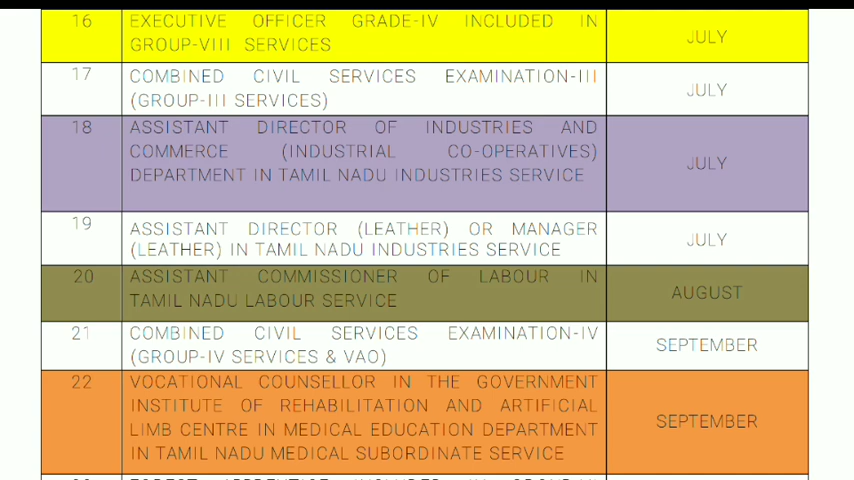 16 EXECUTIVE OFFICER GRADE-IV INCLUDED IN
GROUP-VIII SERVICES JULY
17 COMBINED CIVIL SERVICES EXAMINATION-III
(GROUP-III SERVICES) JULY
18 ASSISTANT DIRECTOR OF INDUSTRIES AND
COMMERCE (INDUSTRIAL CO-OPERATIVES)
DEPARTMENT IN TAMIL NADU INDUSTRIES SERVICE JULY
19 ASSISTANT DIRECTOR (LEATHER) OR MANAGER
(LEATHER) IN TAMIL NADU INDUSTRIES SERVICE JULY
20 ASSISTANT COMMISSIONER OF LABOUR IN
TAMIL NADU LABOUR SERVICE AUGUST
21 COMBINED CIVIL SERVICES EXAMINATION-IV
(GROUP-IV SERVICES & VAO) SEPTEMBER
22 VOCATIONAL COUNSELLOR IN THE GOVERNMENT
INSTITUTE OF REHABILITATION AND ARTIFICIAL
LIMB CENTRE IN MEDICAL EDUCATION DEPARTMENT
IN TAMIL NADU MEDICAL SUBORDINATE SERVICE SEPTEMBER